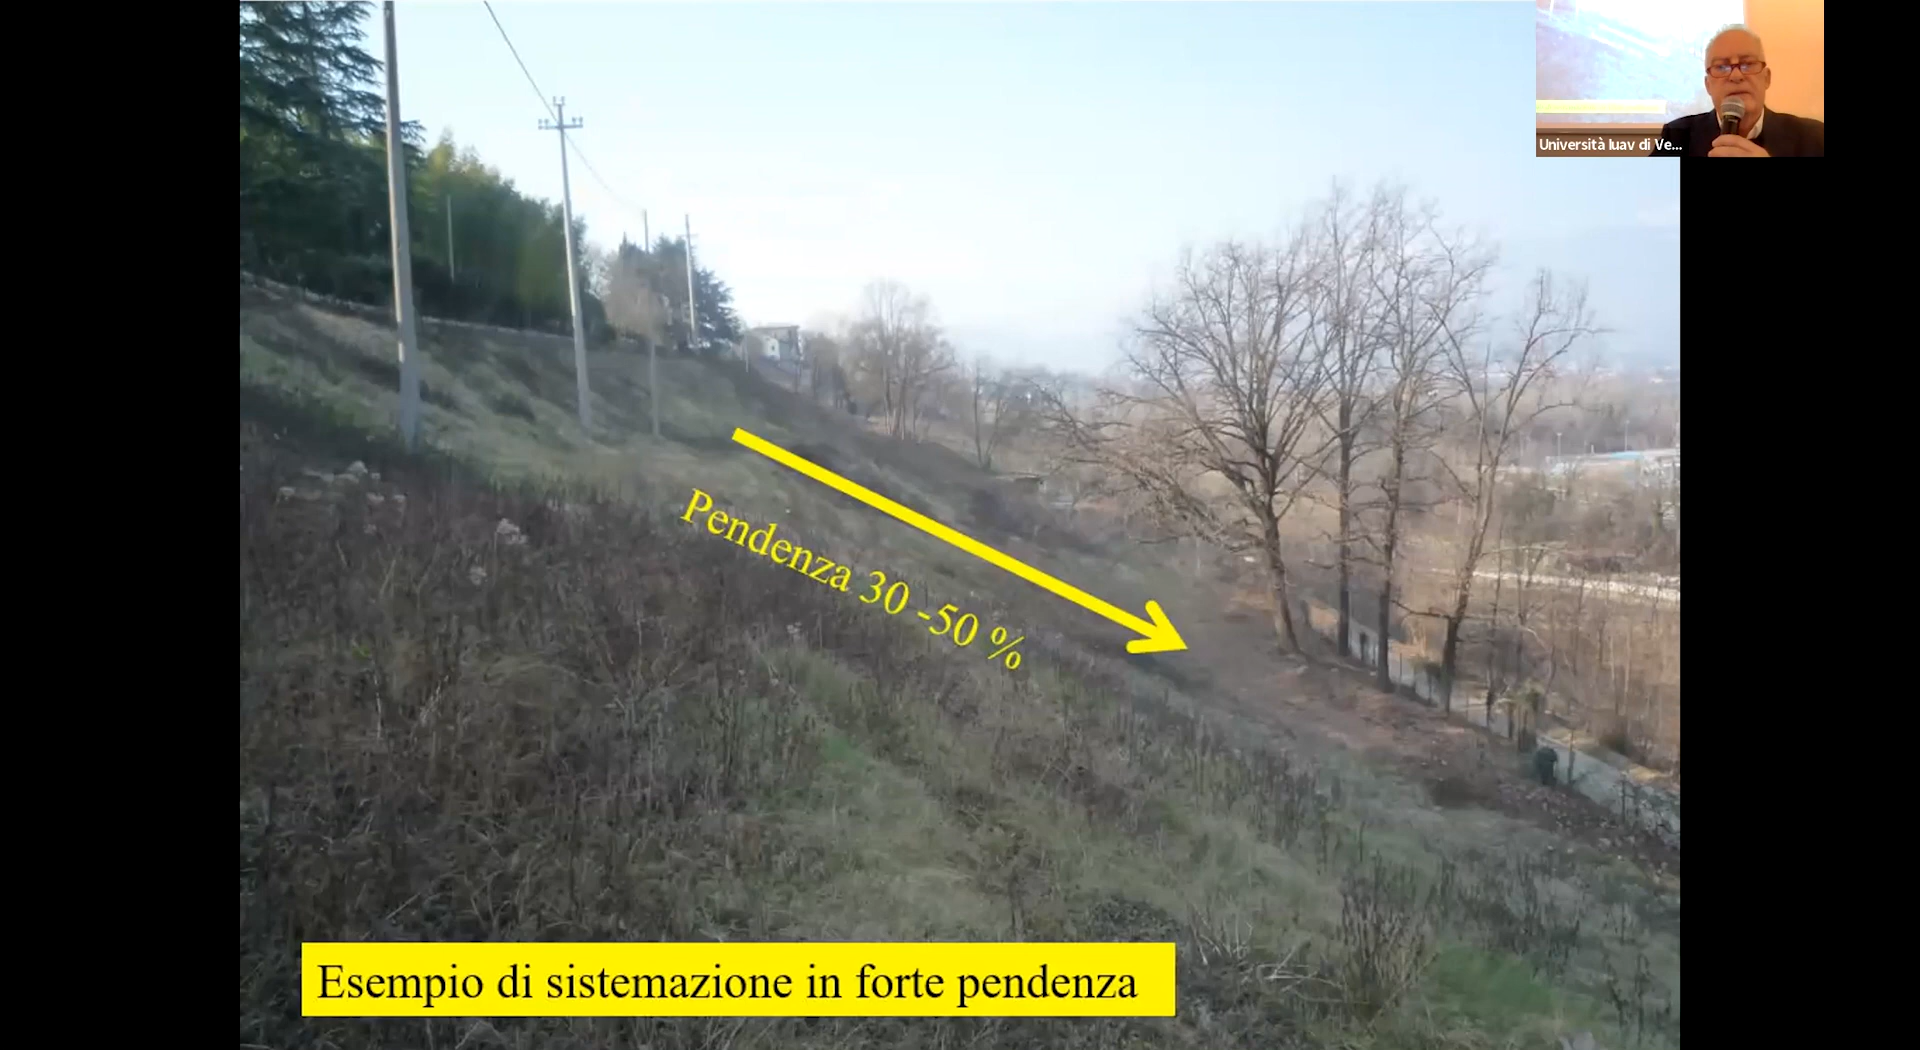 Università Iuav di Ve...
Pendenza 30 -50 %
Esempio di sistemazione in forte pendenza